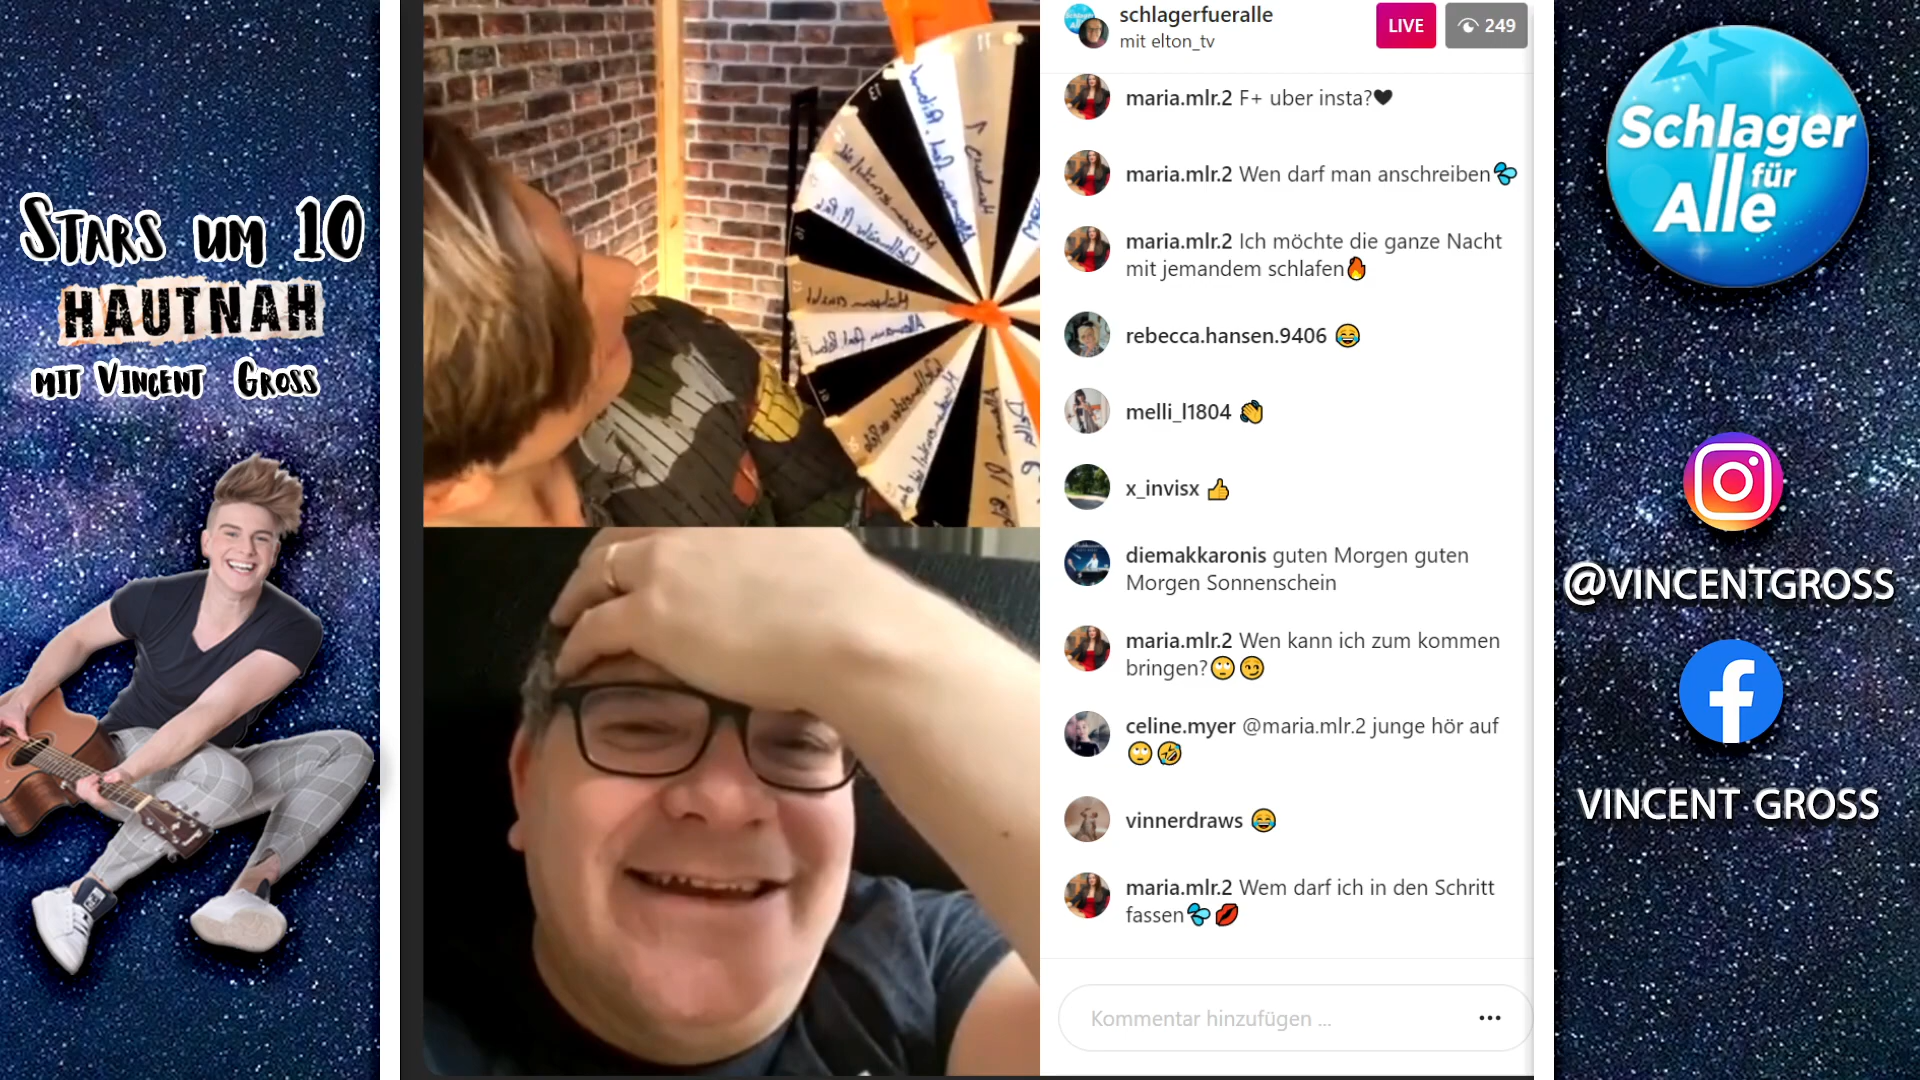 STARS UM 10
HAUTNAH
MIT VINCENT GROSS
schlagerfueralle
mit elton_tv
LIVE
249
maria.mlr.2 F+ uber insta?🖤
maria.mlr.2 Wen darf man anschreiben💦
maria.mlr.2 Ich möchte die ganze Nacht
mit jemandem schlafen🔥
rebecca.hansen.9406 😂
melli_l1804 👏
x_invisx 👍
diemakkaronis guten Morgen guten
Morgen Sonnenschein
maria.mlr.2 Wen kann ich zum kommen
bringen?🙄😏
celine.myer @maria.mlr.2 junge hör auf
🙄🤣
vinnerdraws 😂
maria.mlr.2 Wem darf ich in den Schritt
fassen💦💋
Kommentar hinzufügen ...
Schlager
für
Alle
@VINCENTGROSS
VINCENT GROSS